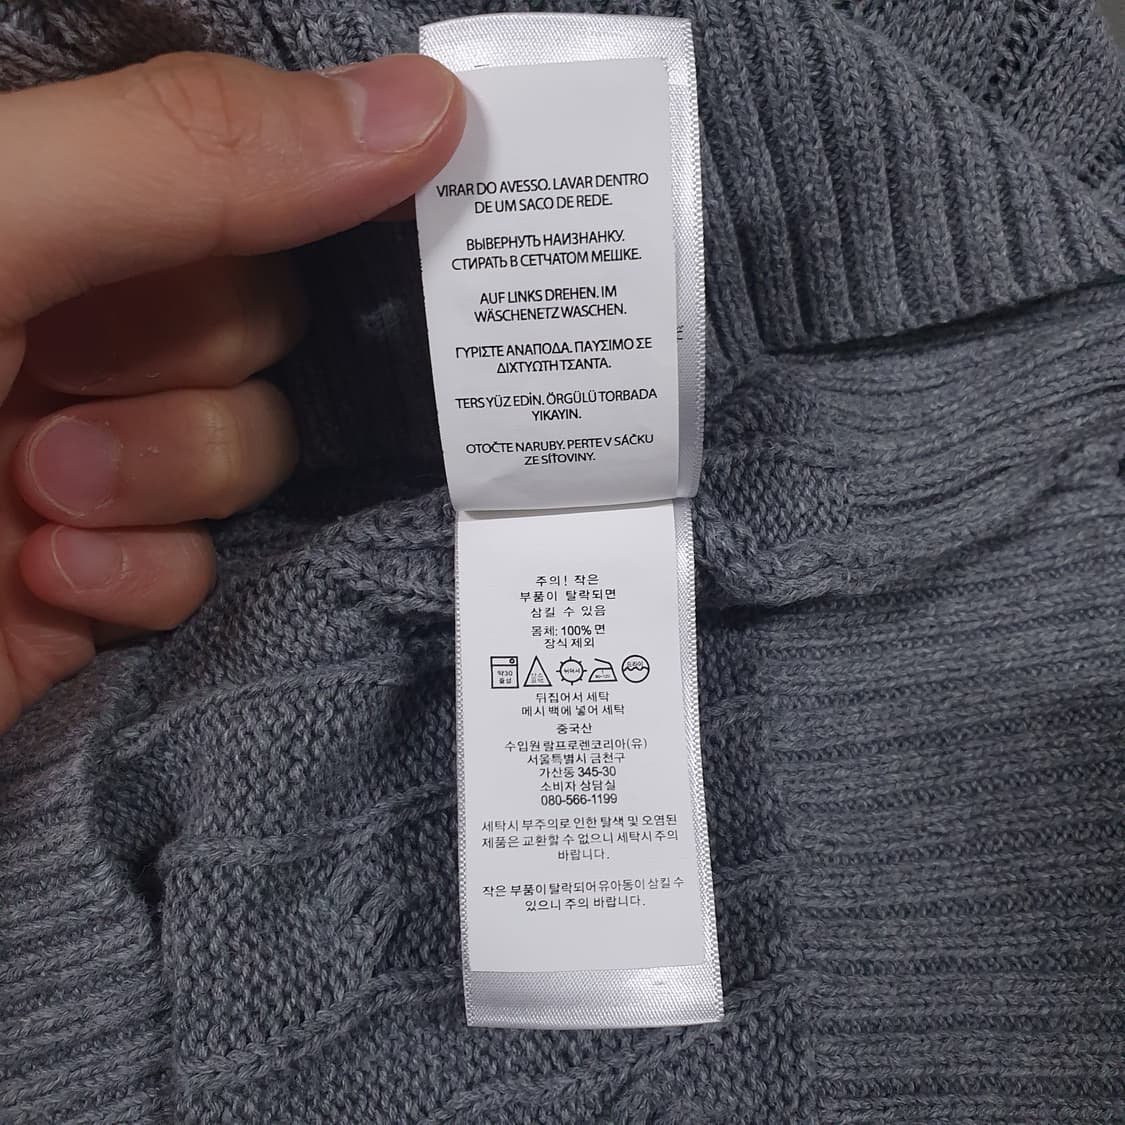 VIRAR DO AVESSO. LAVAR DENTRO
DE UM SACO DE REDE.
ВЫВЕРНУТЬ НАИЗНАНКУ.
СТИРАТЬ В СЕТЧАТОМ МЕШКЕ.
AUF LINKS DREHEN. IM
WÄSCHENETZ WASCHEN.
ΓΥΡΙΣΤΕ ΑΝΑΠΟΔΑ. ΠΛΥΣΙΜΟ ΣΕ
ΔΙΧΤΥΩΤΗ ΤΣΑΝΤΑ.
TERS YÜZ EDİN. ÖRGÜLÜ TORBADA
YIKAYIN.
OTOČTE NARUBY. PERTE V SÁČKU
ZE SÍŤOVINY.
주의! 작은
부품이 탈락되면
삼킬 수 있음
몸체: 100% 면
장식 제외
약30
중성
드라이
뒤집어서 세탁
메시 백에 넣어 세탁
중국산
수입원 랄프로렌코리아(유)
서울특별시 금천구
가산동 345-30
소비자 상담실
080-566-1199
세탁시 부주의로 인한 탈색 및 오염된
제품은 교환할 수 없으니 세탁시 주의
바랍니다.
작은 부품이 탈락되어 유아동이 삼킬 수
있으니 주의 바랍니다.